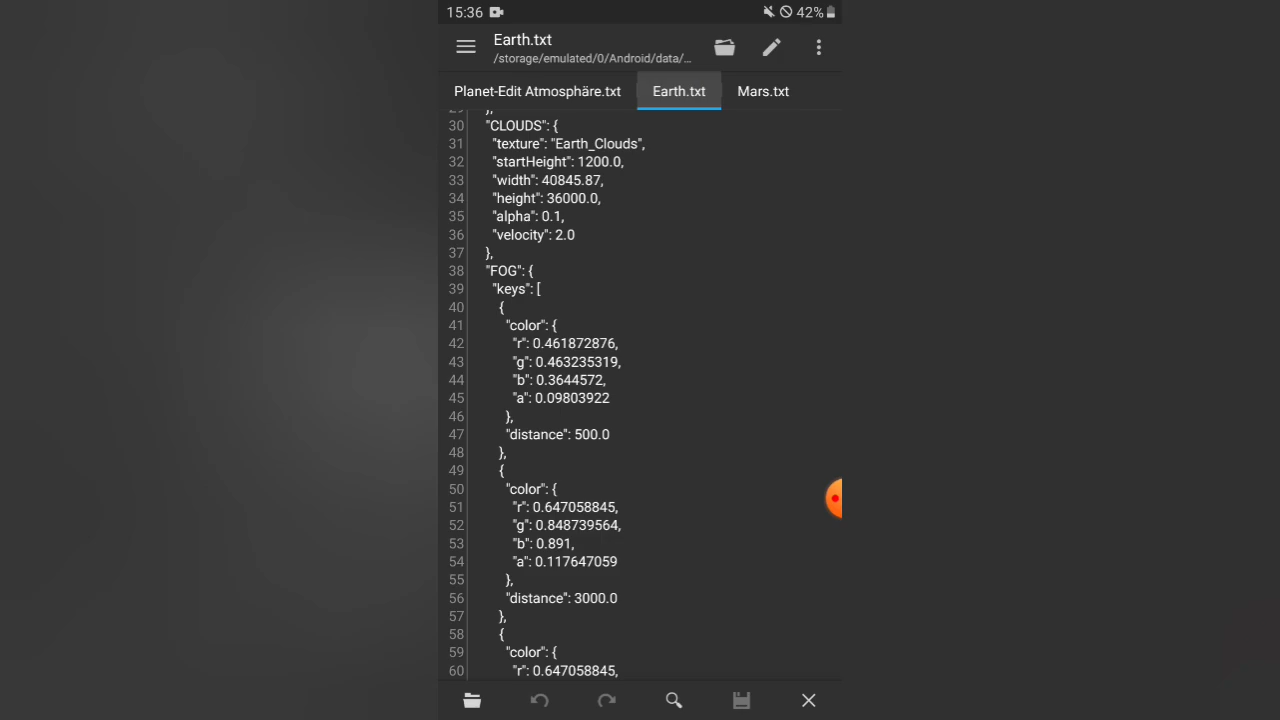 15:36 42%
Earth.txt
/storage/emulated/0/Android/data/...
Planet-Edit Atmosphäre.txt Earth.txt Mars.txt
29 },
30 "CLOUDS": {
31 "texture": "Earth_Clouds",
32 "startHeight": 1200.0,
33 "width": 40845.87,
34 "height": 36000.0,
35 "alpha": 0.1,
36 "velocity": 2.0
37 },
38 "FOG": {
39 "keys": [
40 {
41 "color": {
42 "r": 0.461872876,
43 "g": 0.463235319,
44 "b": 0.3644572,
45 "a": 0.09803922
46 },
47 "distance": 500.0
48 },
49 {
50 "color": {
51 "r": 0.647058845,
52 "g": 0.848739564,
53 "b": 0.891,
54 "a": 0.117647059
55 },
56 "distance": 3000.0
57 },
58 {
59 "color": {
60 "r": 0.647058845,